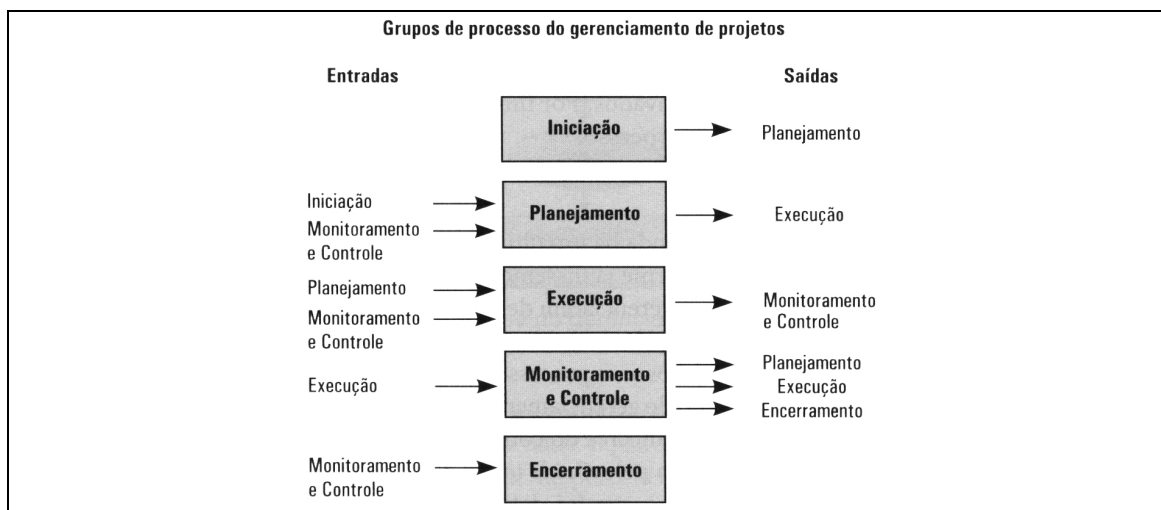 Grupos de processo do gerenciamento de projetos
Entradas
Saídas
Iniciação
Planejamento
Iniciação
Monitoramento
e Controle
Planejamento
Execução
Planejamento
Monitoramento
e Controle
Execução
Monitoramento
e Controle
Execução
Monitoramento
e Controle
Planejamento
Execução
Encerramento
Monitoramento
e Controle
Encerramento